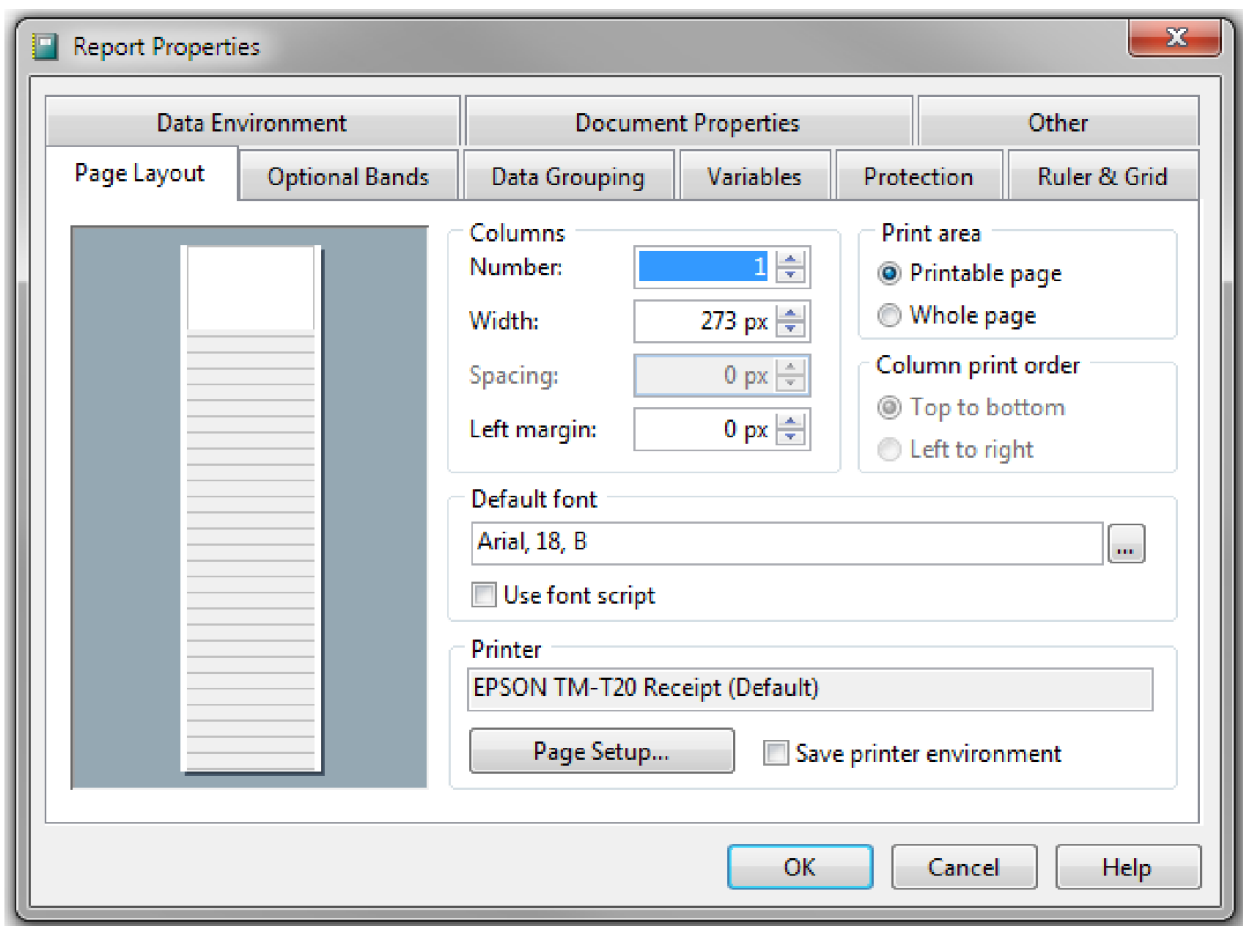 Report Properties
Data Environment
Document Properties
Other
Page Layout
Optional Bands
Data Grouping
Variables
Protection
Ruler & Grid
Columns
Number: 1
Width: 273 px
Spacing: 0 px
Left margin: 0 px
Print area
Printable page
Whole page
Column print order
Top to bottom
Left to right
Default font
Arial, 18, B
...
Use font script
Printer
EPSON TM-T20 Receipt (Default)
Page Setup...
Save printer environment
OK
Cancel
Help